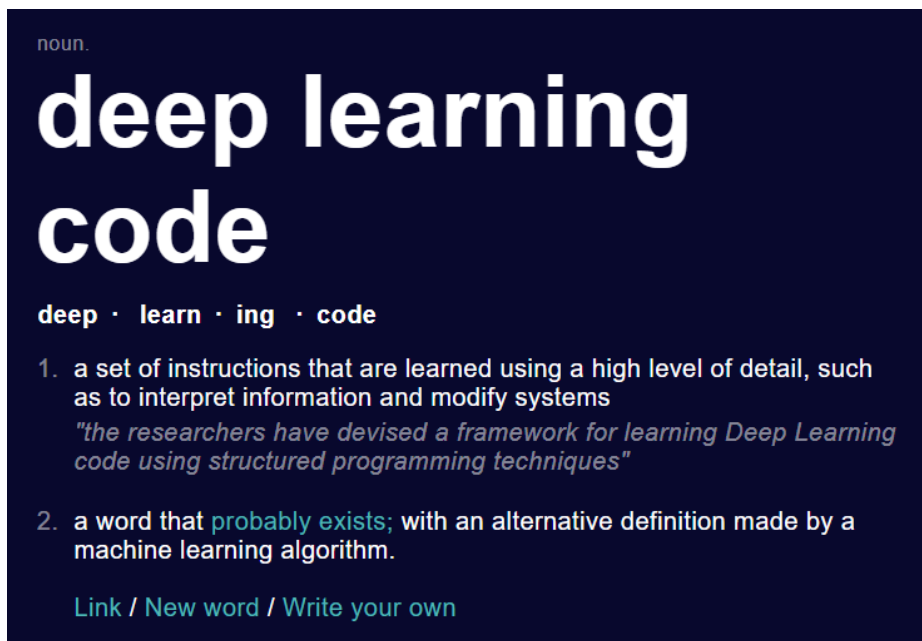 noun.
deep learning
code
deep · learn · ing · code
1. a set of instructions that are learned using a high level of detail, such
as to interpret information and modify systems
"the researchers have devised a framework for learning Deep Learning
code using structured programming techniques"
2. a word that probably exists; with an alternative definition made by a
machine learning algorithm.
Link / New word / Write your own